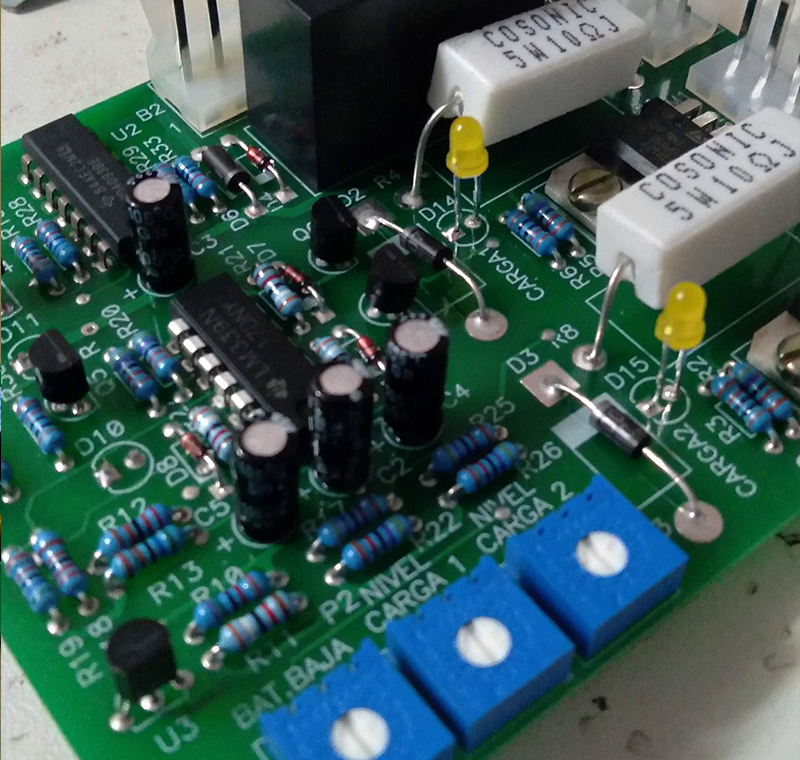 COSONIC
5W10ΩJ
COSONIC
5W10ΩJ
B2
1
U2
R33
R29
R28
D6
C3
R4
D2
D14
CARGA1
R6
R5
R21
D7
LM339N
R20
D3
R8
D15
R2
R3
CARGA2
C4
C2
R25
R26
D10
D8
C5
R12
R13
R22
NIVEL
CARGA 2
NIVEL
CARGA 1
P2
BAT.BAJA
R10
R11
R19
U3